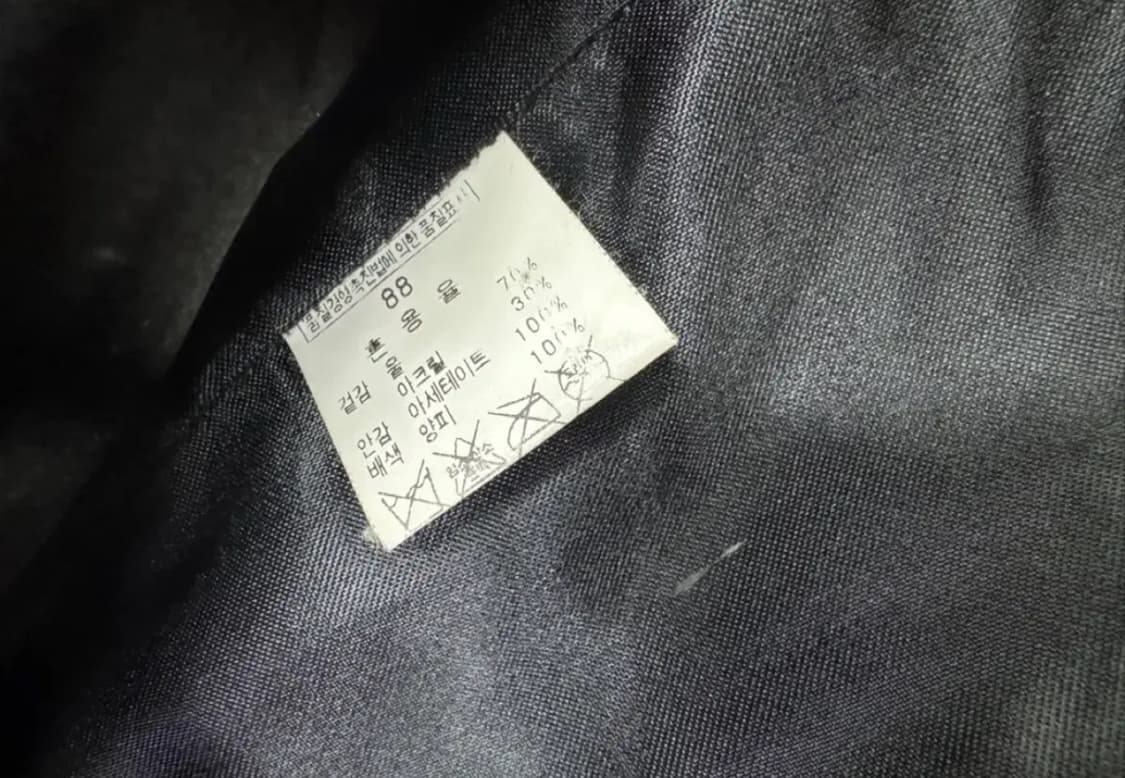 품질경영촉진법에 의한 품질표시
88
혼 용 율
겉감 울 70%
아크릴 30%
안감 아세테이트 100%
배색 양피 100%